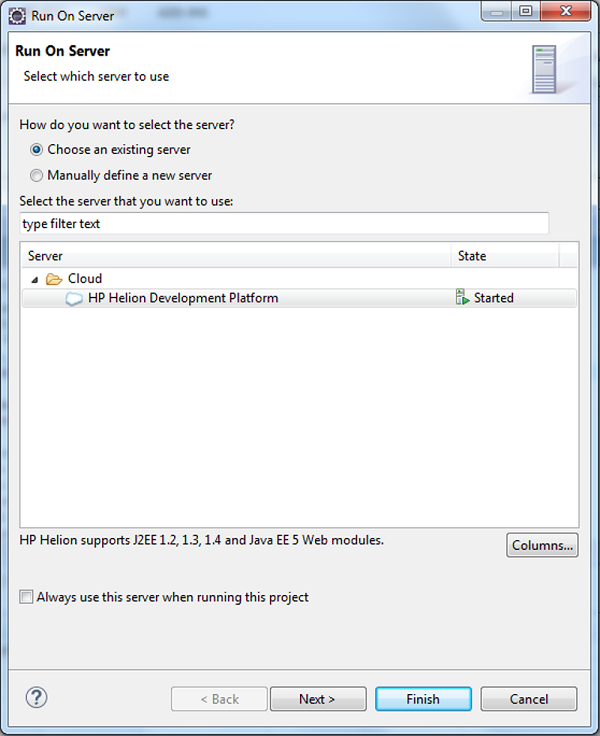 Run On Server
Run On Server
Select which server to use
How do you want to select the server?
Choose an existing server
Manually define a new server
Select the server that you want to use:
type filter text
Server State
Cloud
HP Helion Development Platform Started
HP Helion supports J2EE 1.2, 1.3, 1.4 and Java EE 5 Web modules.
Columns...
Always use this server when running this project
? < Back Next > Finish Cancel